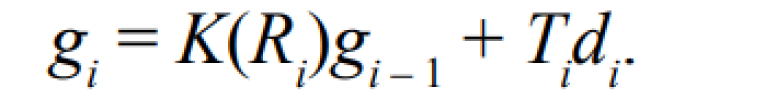 g_i = K(R_i)g_{i-1} + T_i d_i.